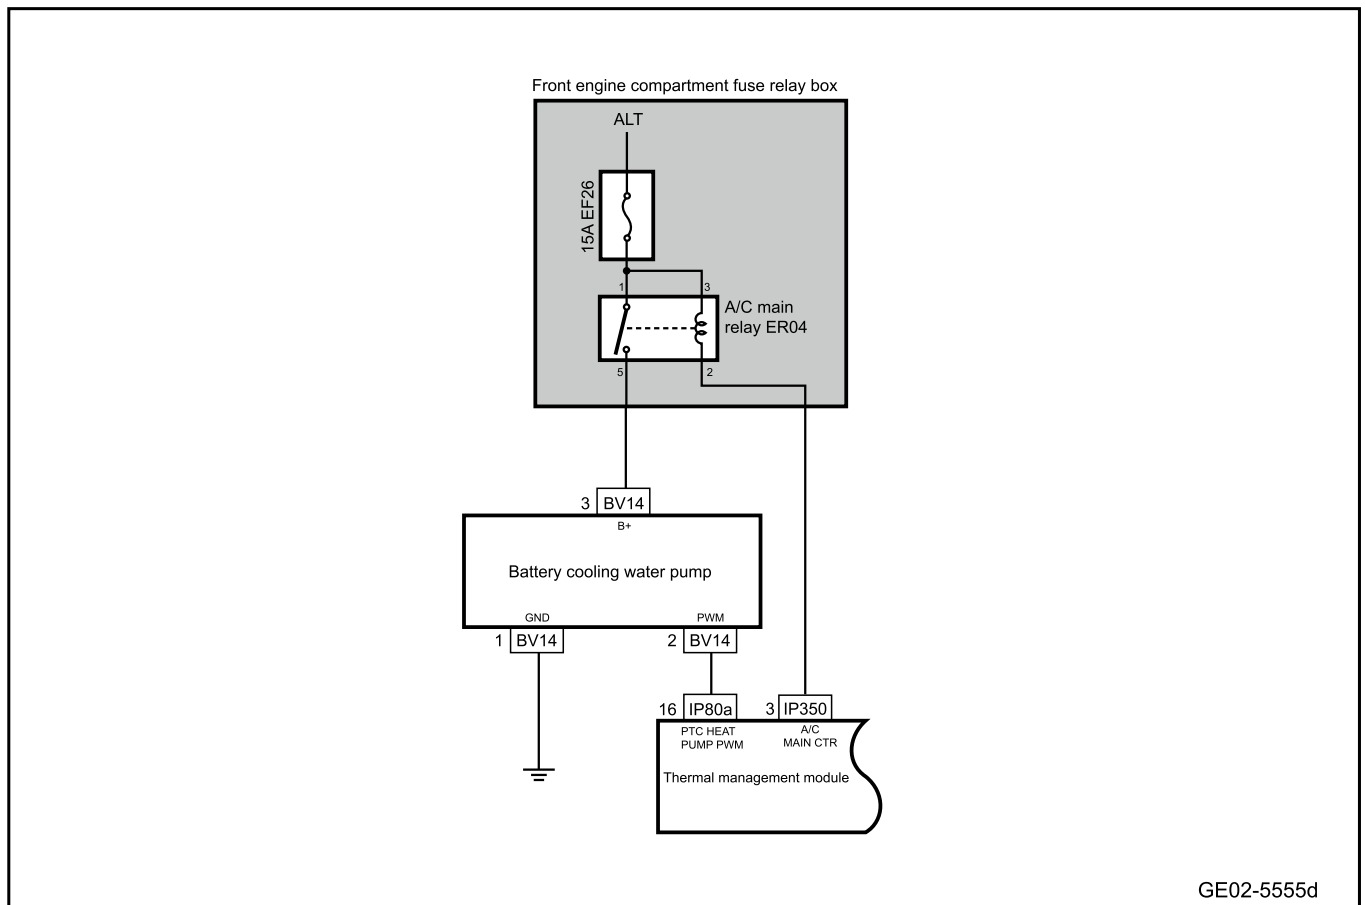 Front engine compartment fuse relay box
ALT
15A EF26
1
3
A/C main
relay ER04
5
2
3
BV14
B+
Battery cooling water pump
GND
PWM
1
BV14
2
BV14
16
IP80a
3
IP350
PTC HEAT
PUMP PWM
A/C
MAIN CTR
Thermal management module
GE02-5555d